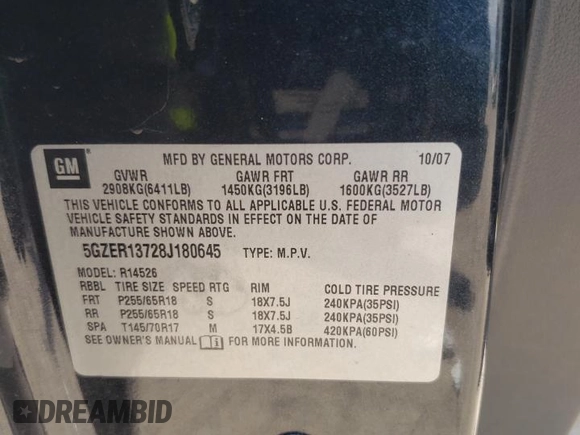 GM
MFD BY GENERAL MOTORS CORP. 10/07
GVWR GAWR FRT GAWR RR
2908KG(6411LB) 1450KG(3196LB) 1600KG(3527LB)
THIS VEHICLE CONFORMS TO ALL APPLICABLE U.S. FEDERAL MOTOR
VEHICLE SAFETY STANDARDS IN EFFECT ON THE DATE OF
MANUFACTURE SHOWN ABOVE.
5GZER13728J180645 TYPE: M.P.V.
MODEL: R14526
RBBL TIRE SIZE SPEED RTG RIM COLD TIRE PRESSURE
FRT P255/65R18 S 18X7.5J 240KPA(35PSI)
RR P255/65R18 S 18X7.5J 240KPA(35PSI)
SPA T145/70R17 M 17X4.5B 420KPA(60PSI)
SEE OWNER'S MANUAL FOR MORE INFORMATION.
DREAMBID